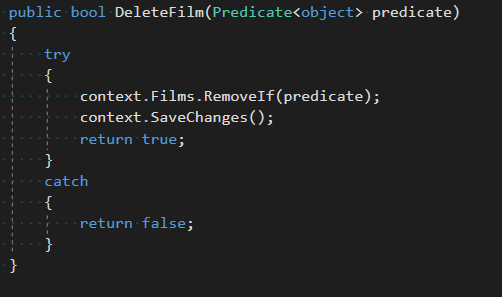 public bool DeleteFilm(Predicate<object> predicate)
{
    try
    {
        context.Films.RemoveIf(predicate);
        context.SaveChanges();
        return true;
    }
    catch
    {
        return false;
    }
}